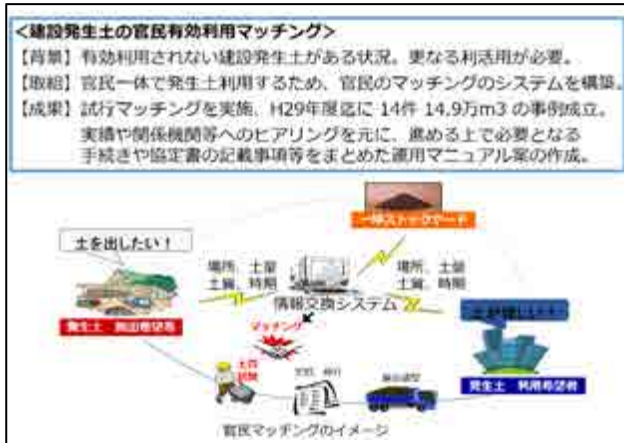 <建設発生土の官民有効利用マッチング>
【背景】有効利用されない建設発生土がある状況。更なる利活用が必要。
【取組】官民一体で発生土利用するため、官民のマッチングのシステムを構築。
【成果】試行マッチングを実施、H29年度迄に 14件 14.9万m3 の事例成立。
実績や関係機関等へのヒアリングを元に、進める上で必要となる
手続きや協定書の記載事項等をまとめた運用マニュアル案の作成。
一時ストックヤード
土を出したい！
場所、土量
土質、時期
場所、土量
土質、時期
情報交換システム
土が欲しい！
発生土 搬出希望者
マッチング
発生土 利用希望者
土質
試験
官民マッチングのイメージ